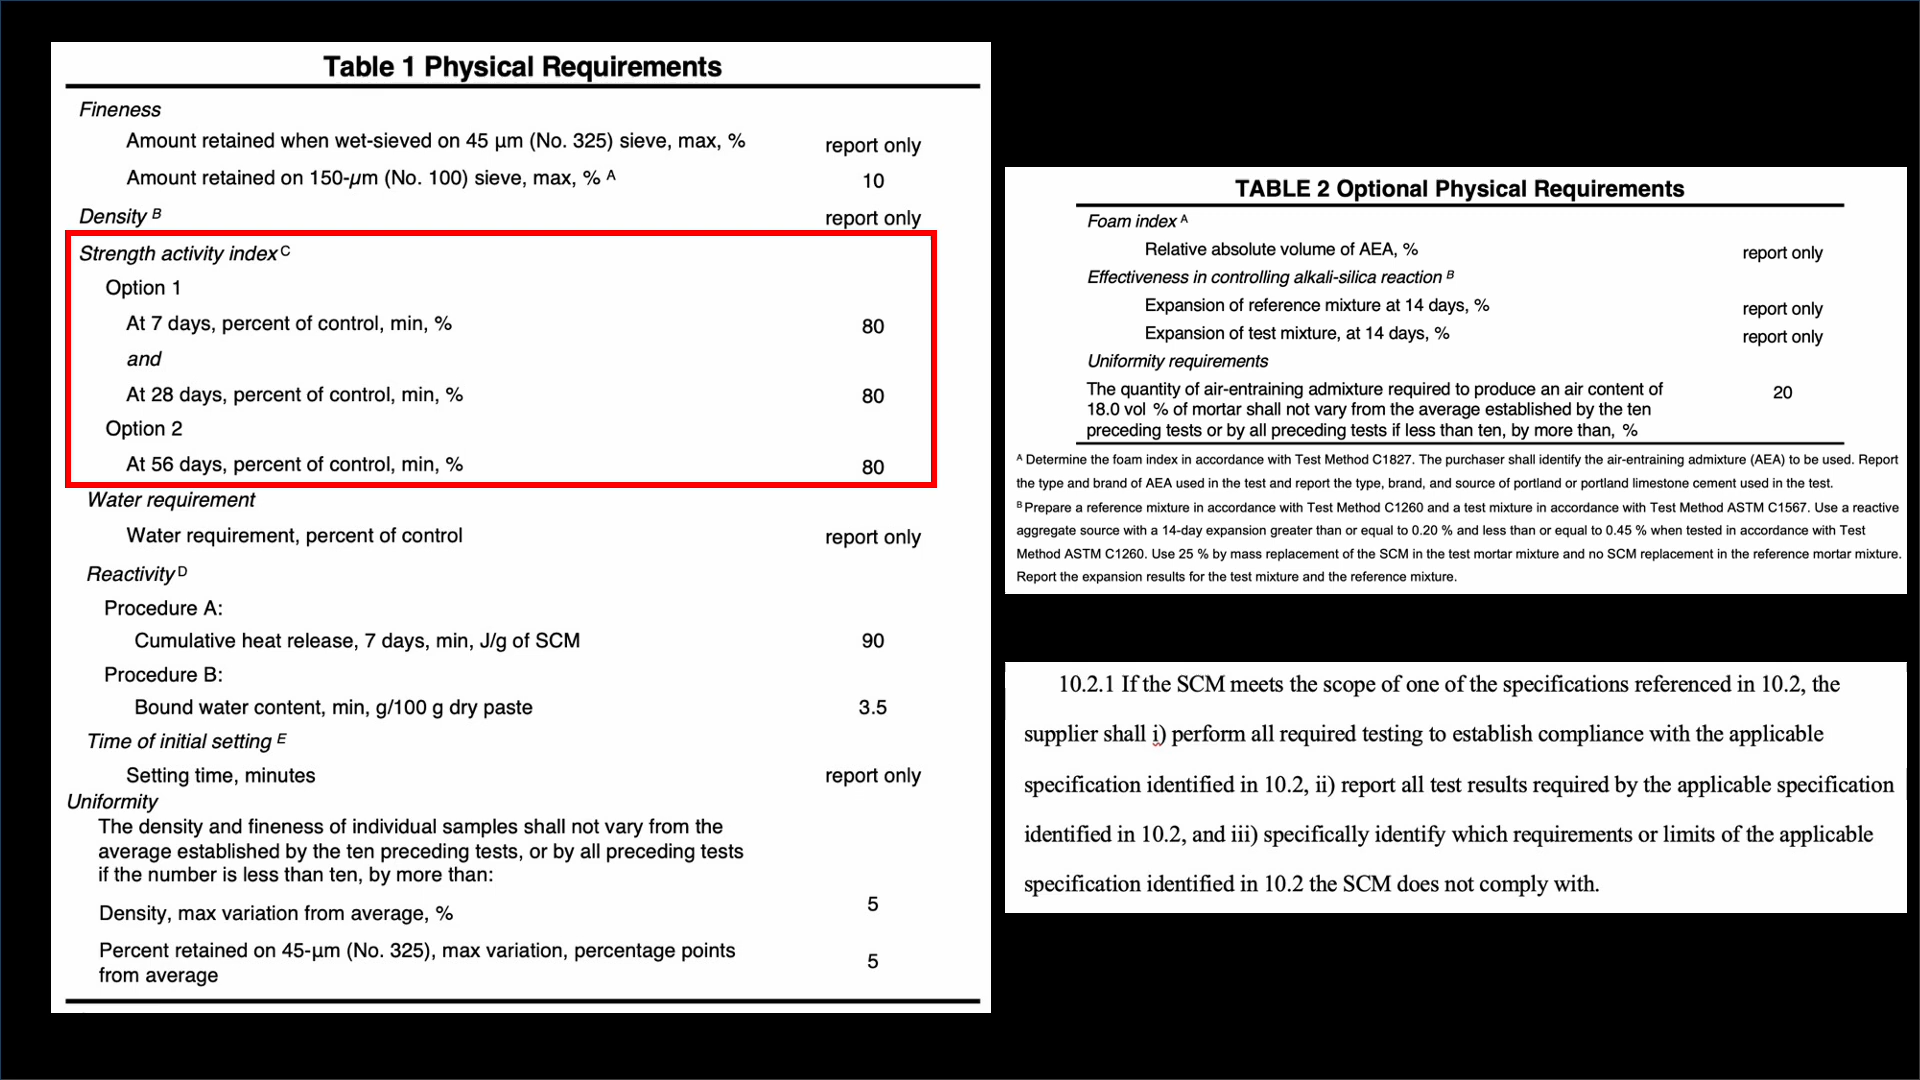 Table 1 Physical Requirements
Fineness
Amount retained when wet-sieved on 45 µm (No. 325) sieve, max, % report only
Amount retained on 150-µm (No. 100) sieve, max, % A 10
Density B report only
Strength activity index C
Option 1
At 7 days, percent of control, min, % 80
and
At 28 days, percent of control, min, % 80
Option 2
At 56 days, percent of control, min, % 80
Water requirement
Water requirement, percent of control report only
Reactivity D
Procedure A:
Cumulative heat release, 7 days, min, J/g of SCM 90
Procedure B:
Bound water content, min, g/100 g dry paste 3.5
Time of initial setting E
Setting time, minutes report only
Uniformity
The density and fineness of individual samples shall not vary from the
average established by the ten preceding tests, or by all preceding tests
if the number is less than ten, by more than:
Density, max variation from average, % 5
Percent retained on 45-µm (No. 325), max variation, percentage points
from average 5
TABLE 2 Optional Physical Requirements
Foam index A
Relative absolute volume of AEA, % report only
Effectiveness in controlling alkali-silica reaction B
Expansion of reference mixture at 14 days, % report only
Expansion of test mixture, at 14 days, % report only
Uniformity requirements
The quantity of air-entraining admixture required to produce an air content of 20
18.0 vol % of mortar shall not vary from the average established by the ten
preceding tests or by all preceding tests if less than ten, by more than, %
A Determine the foam index in accordance with Test Method C1827. The purchaser shall identify the air-entraining admixture (AEA) to be used. Report
the type and brand of AEA used in the test and report the type, brand, and source of portland or portland limestone cement used in the test.
B Prepare a reference mixture in accordance with Test Method C1260 and a test mixture in accordance with Test Method ASTM C1567. Use a reactive
aggregate source with a 14-day expansion greater than or equal to 0.20 % and less than or equal to 0.45 % when tested in accordance with Test
Method ASTM C1260. Use 25 % by mass replacement of the SCM in the test mortar mixture and no SCM replacement in the reference mortar mixture.
Report the expansion results for the test mixture and the reference mixture.
10.2.1 If the SCM meets the scope of one of the specifications referenced in 10.2, the
supplier shall i) perform all required testing to establish compliance with the applicable
specification identified in 10.2, ii) report all test results required by the applicable specification
identified in 10.2, and iii) specifically identify which requirements or limits of the applicable
specification identified in 10.2 the SCM does not comply with.